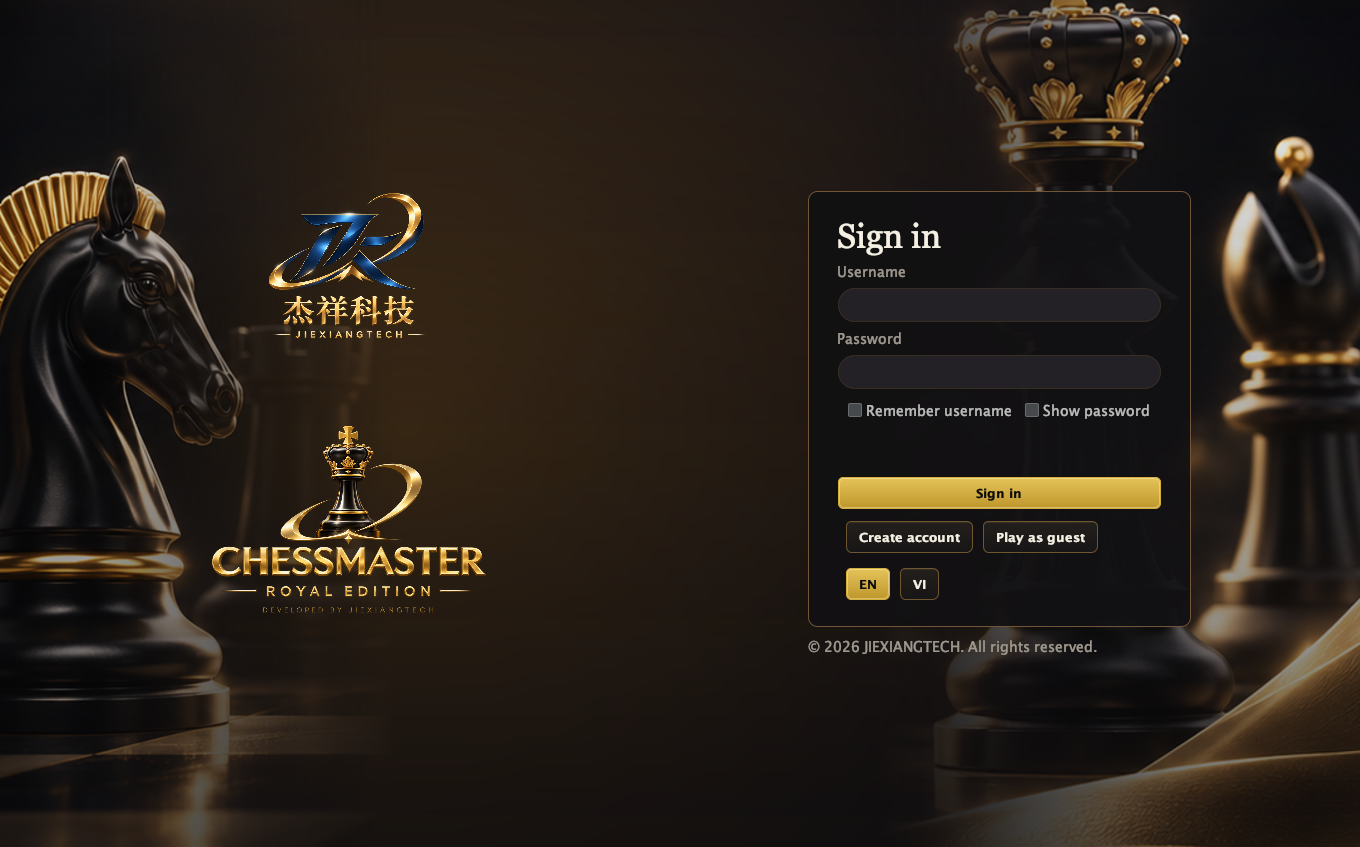 杰祥科技
JIEXIANGTECH
CHESSMASTER
ROYAL EDITION
DEVELOPED BY JIEXIANGTECH
Sign in
Username
Password
Remember username Show password
Sign in
Create account Play as guest
EN VI
© 2026 JIEXIANGTECH. All rights reserved.